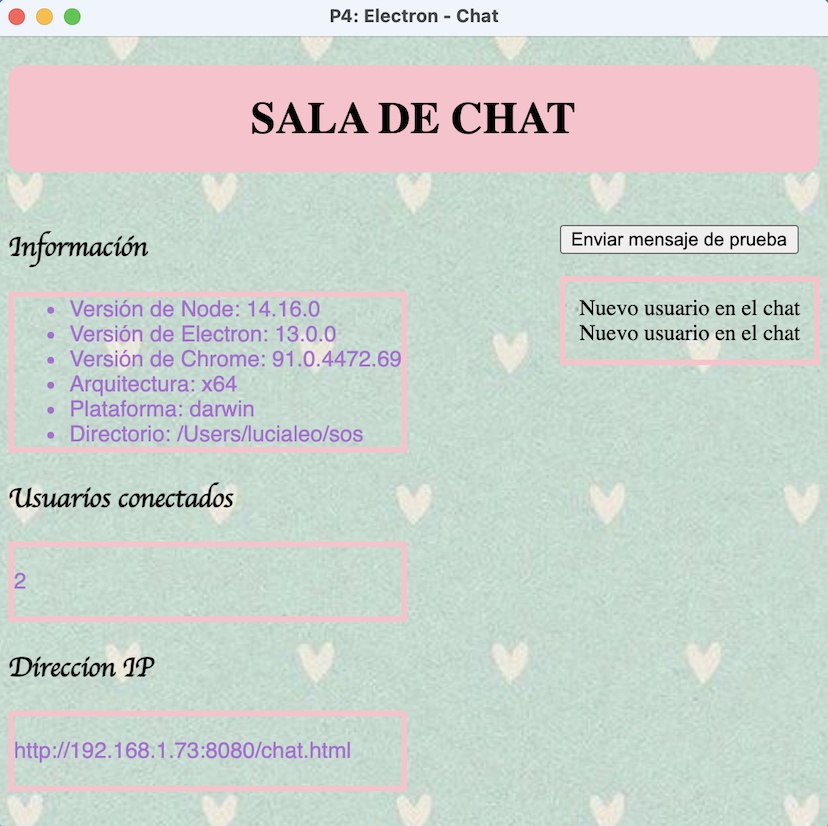 P4: Electron - Chat
SALA DE CHAT
Información
Versión de Node: 14.16.0
Versión de Electron: 13.0.0
Versión de Chrome: 91.0.4472.69
Arquitectura: x64
Plataforma: darwin
Directorio: /Users/lucialeo/sos
Usuarios conectados
2
Direccion IP
http://192.168.1.73:8080/chat.html
Enviar mensaje de prueba
Nuevo usuario en el chat
Nuevo usuario en el chat